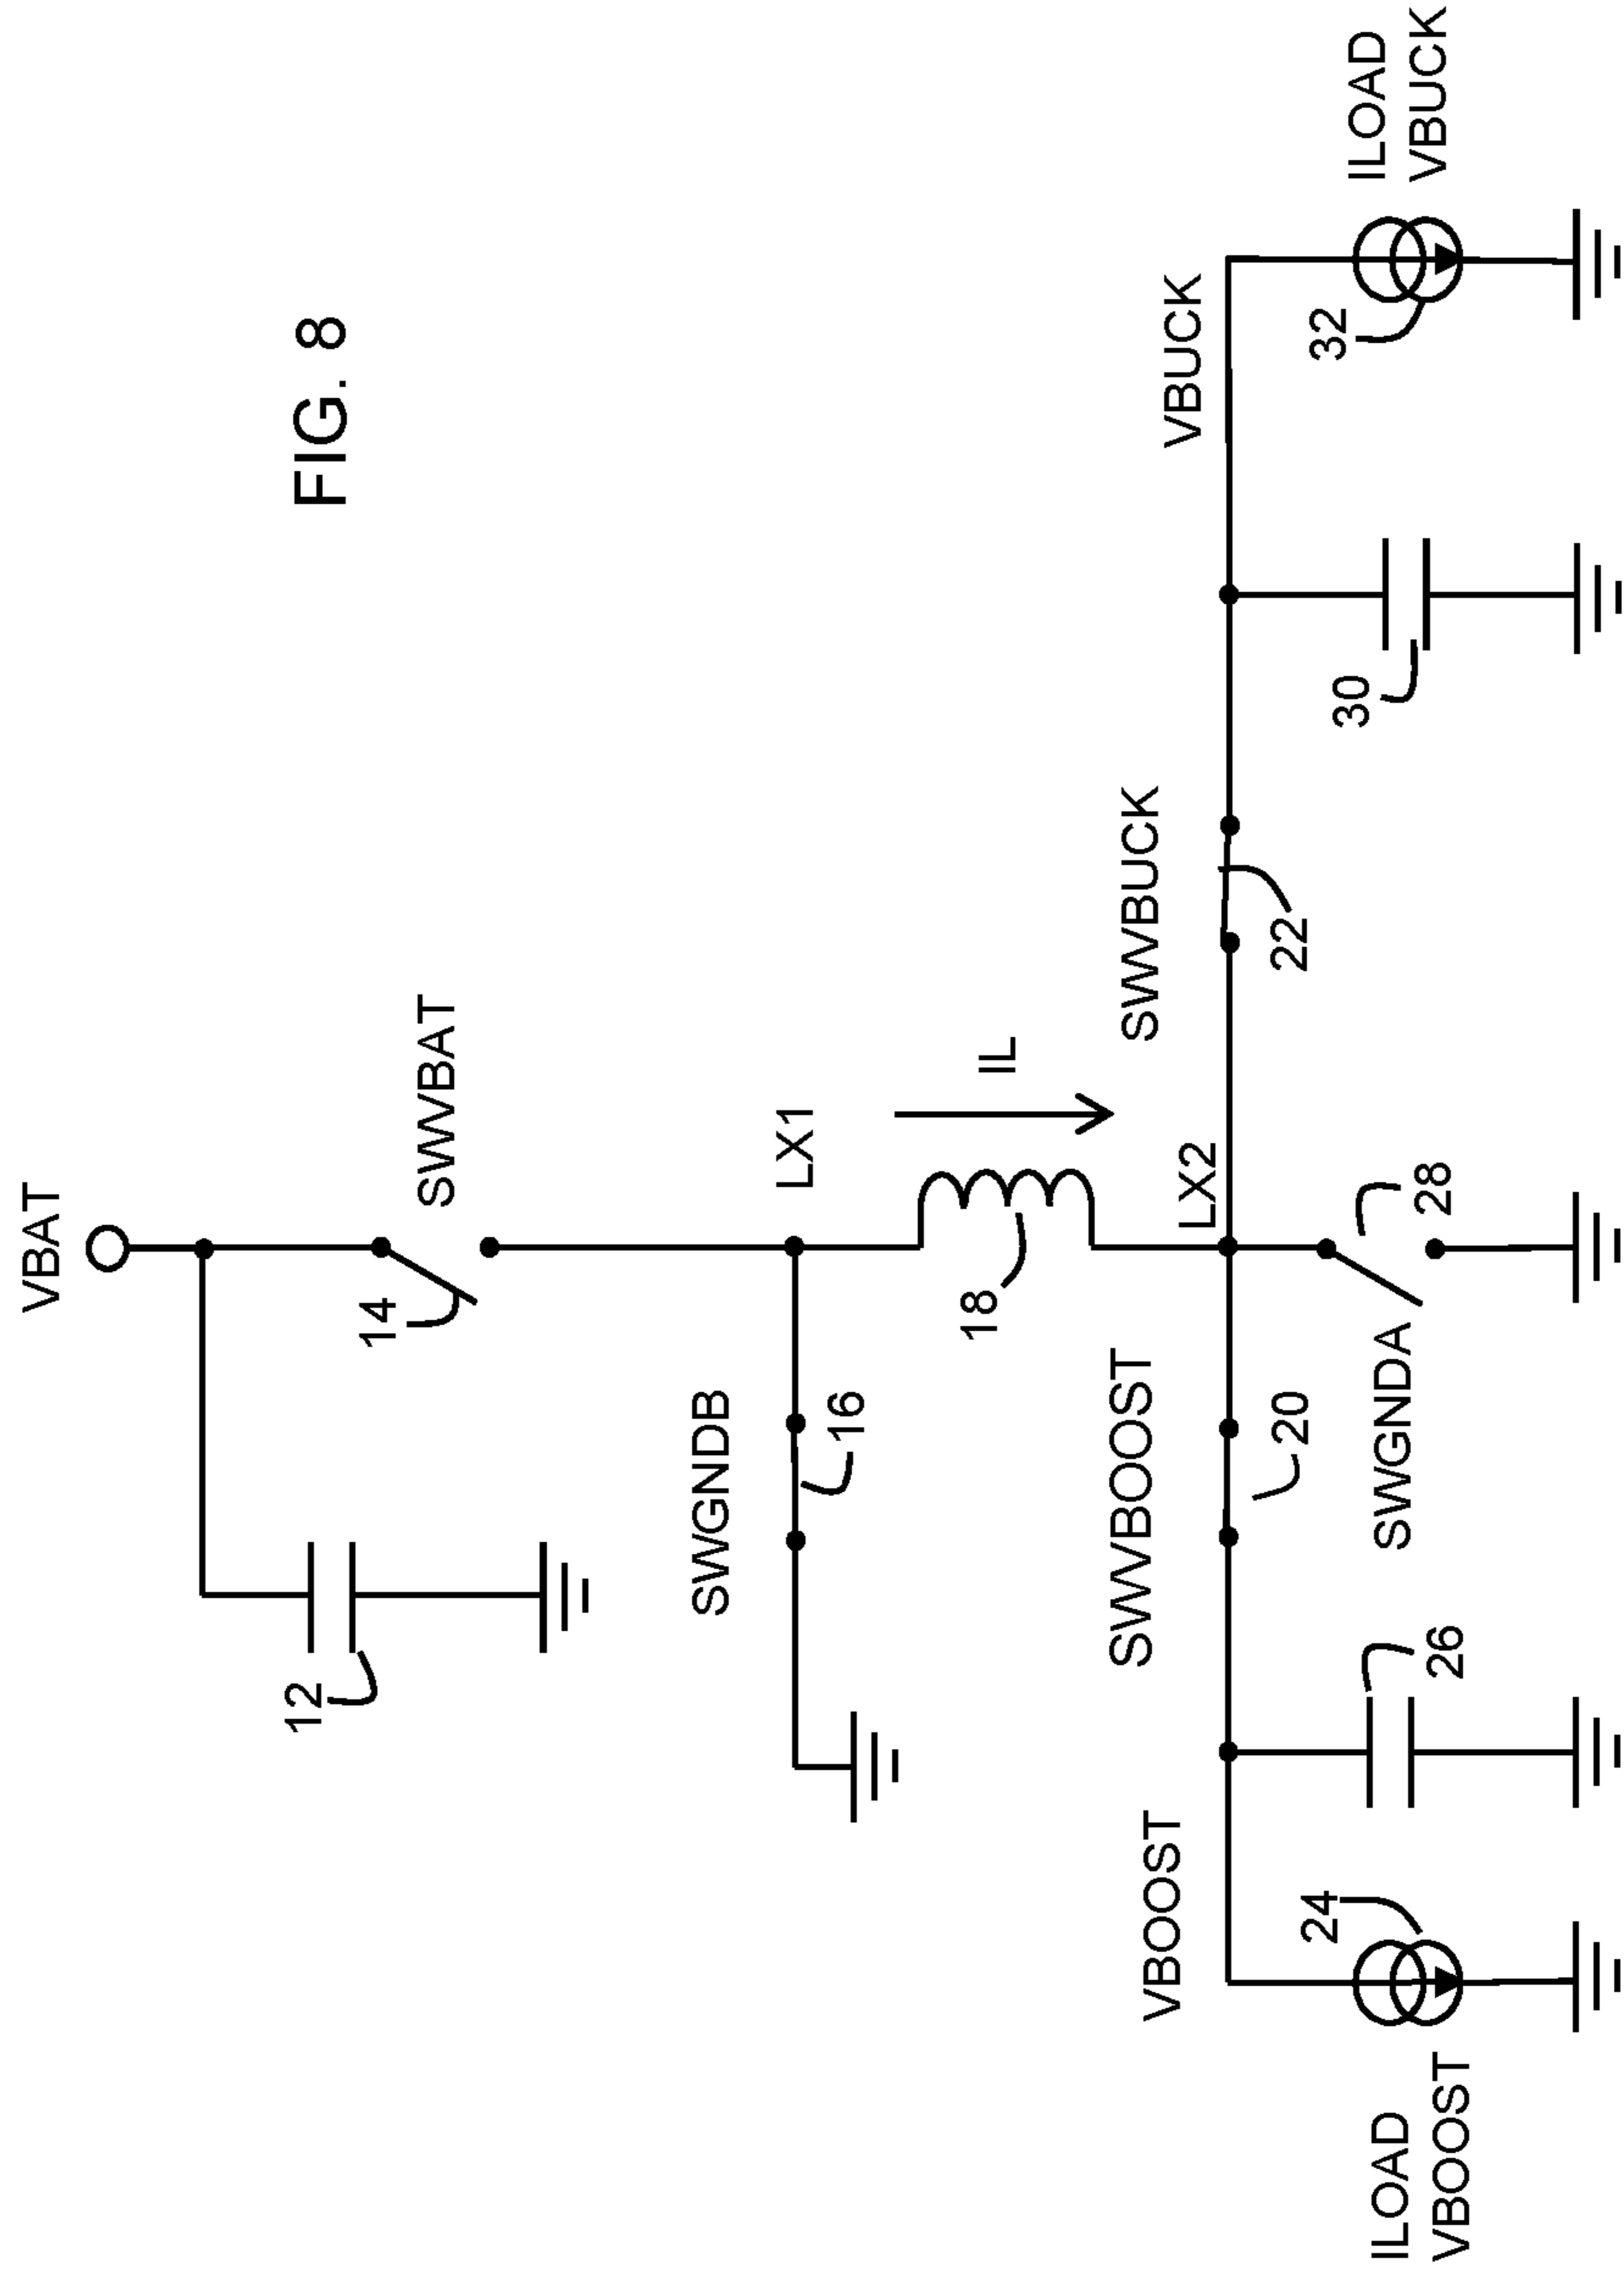 FIG. 8
VBAT
SWVBAT
14
12
LX1
SWGNDB
16
IL
18
LX2
SWVBUCK
22
VBUCK
SWVBOOST
20
VBOOST
28
SWGNDA
26
24
ILOAD
VBOOST
30
32
ILOAD
VBUCK